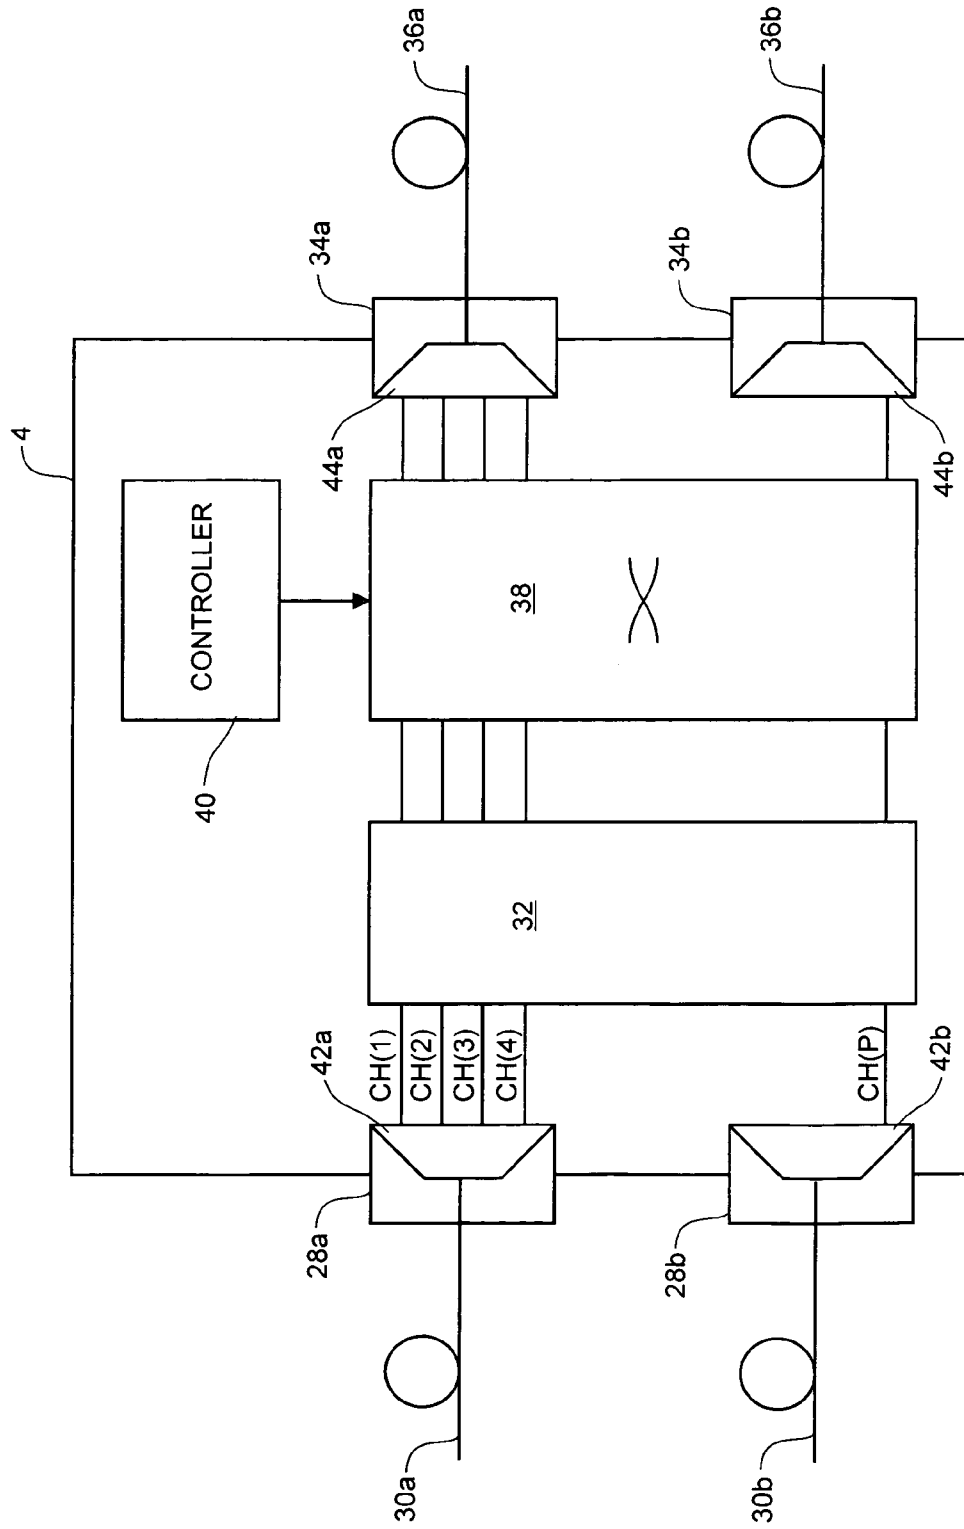 4
CONTROLLER
40
34a
36a
44a
34b
36b
44b
38
32
CH(1)
CH(2)
CH(3)
CH(4)
CH(P)
42a
42b
28a
28b
30a
30b